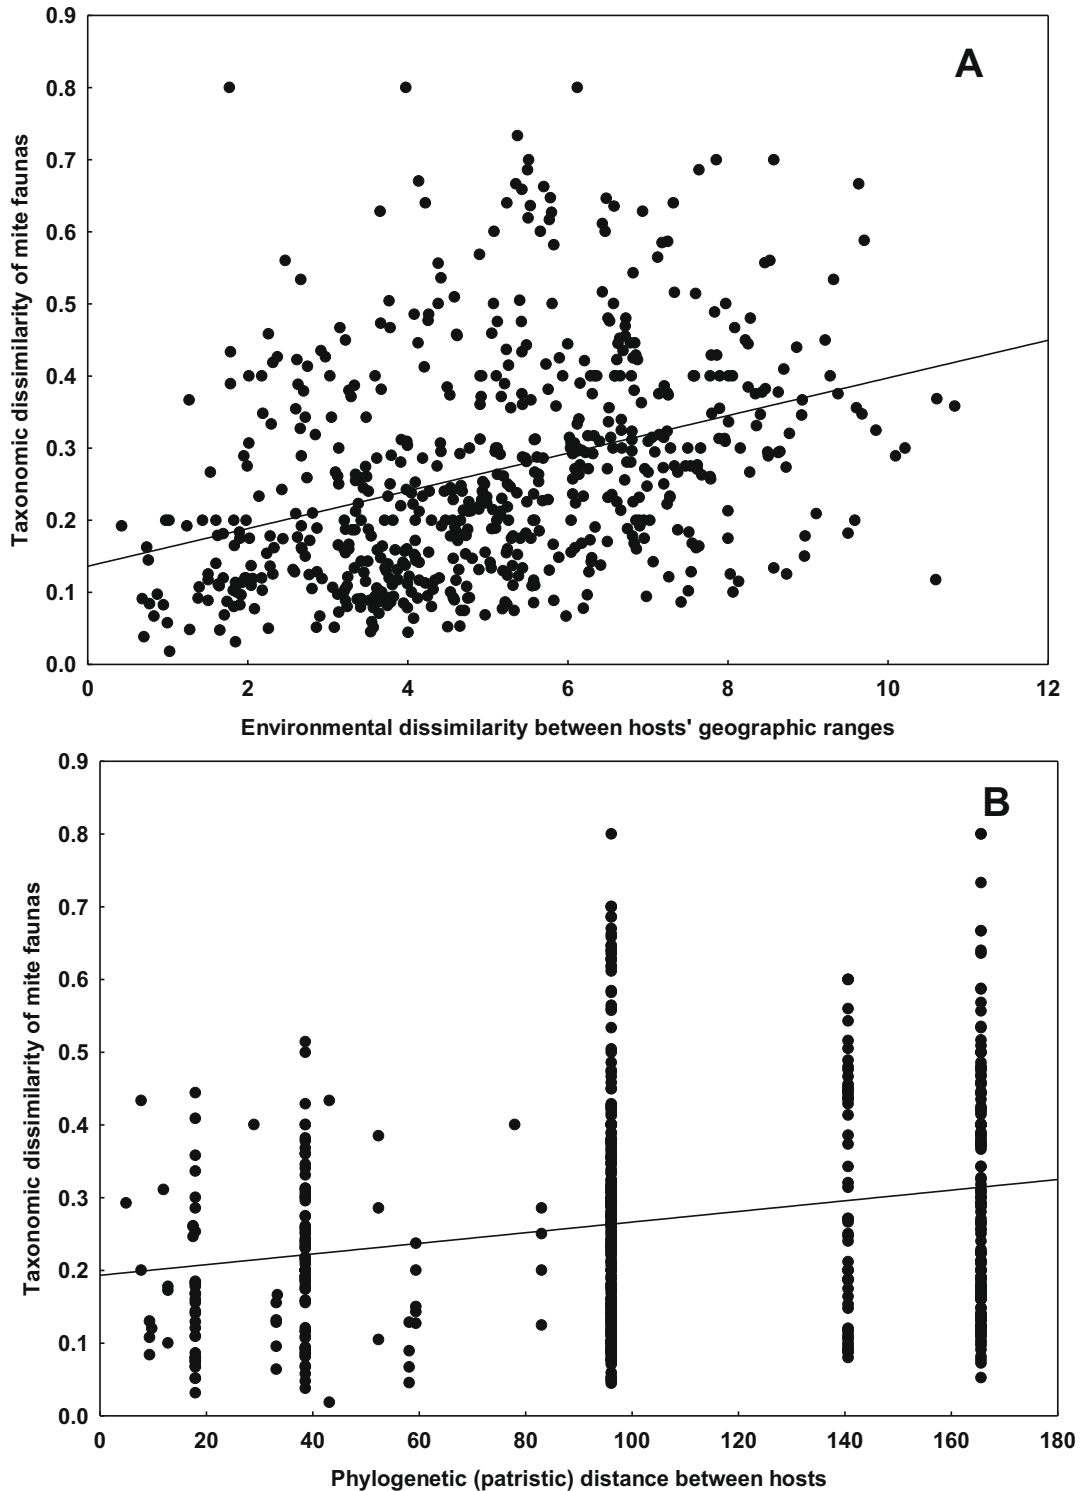 A
Taxonomic dissimilarity of mite faunas
0.9
0.8
0.7
0.6
0.5
0.4
0.3
0.2
0.1
0.0
0 2 4 6 8 10 12
Environmental dissimilarity between hosts' geographic ranges
B
Taxonomic dissimilarity of mite faunas
0.9
0.8
0.7
0.6
0.5
0.4
0.3
0.2
0.1
0.0
0 20 40 60 80 100 120 140 160 180
Phylogenetic (patristic) distance between hosts